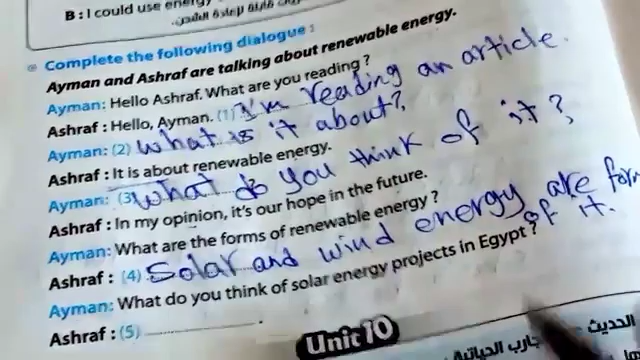 B : I could use energy
Complete the following dialogue :
Ayman and Ashraf are talking about renewable energy.
Ayman: Hello Ashraf. What are you reading ?
Ashraf : Hello, Ayman. (1) I'm reading an article.
Ayman: (2) What is it about?
Ashraf : It is about renewable energy.
Ayman: (3) What do you think of it?
Ashraf : In my opinion, it's our hope in the future.
Ayman: What are the forms of renewable energy ?
Ashraf : (4) Solar and wind energy are form of it.
Ayman: What do you think of solar energy projects in Egypt ?
Ashraf : (5)
Unit 10
الحديث